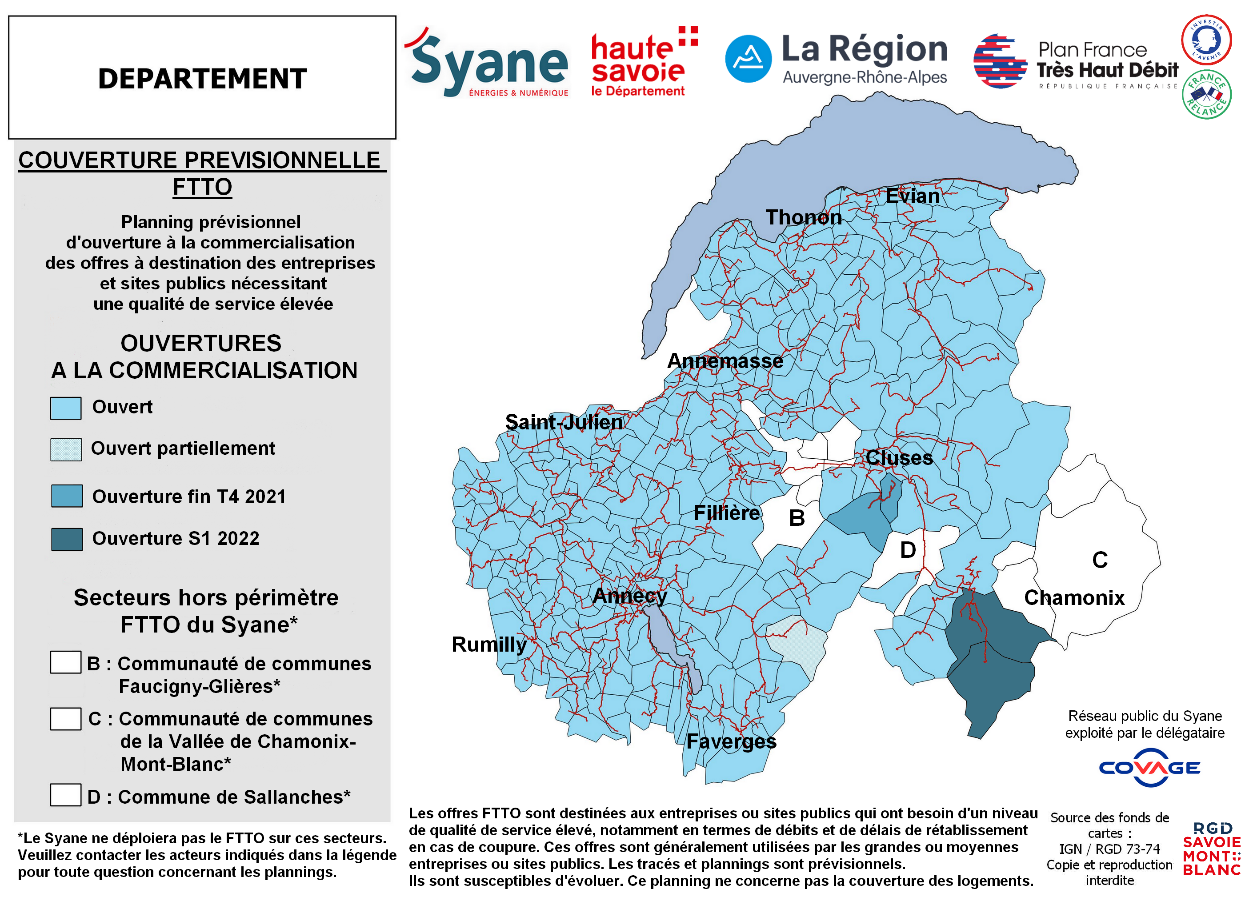 DEPARTEMENT
COUVERTURE PREVISIONNELLE
FTTO
Planning prévisionnel
d'ouverture à la commercialisation
des offres à destination des entreprises
et sites publics nécessitant
une qualité de service élevée
OUVERTURES
A LA COMMERCIALISATION
Ouvert
Ouvert partiellement
Ouverture fin T4 2021
Ouverture S1 2022
Secteurs hors périmètre
FTTO du Syane*
B : Communauté de communes
Faucigny-Glières*
C : Communauté de communes
de la Vallée de Chamonix-
Mont-Blanc*
D : Commune de Sallanches*
*Le Syane ne déploiera pas le FTTO sur ces secteurs.
Veuillez contacter les acteurs indiqués dans la légende
pour toute question concernant les plannings.
Syane
ÉNERGIES & NUMÉRIQUE
haute
savoie
le Département
La Région
Auvergne-Rhône-Alpes
Plan France
Très Haut Débit
RÉPUBLIQUE FRANÇAISE
INVESTIR
L'AVENIR
FRANCE
RELANCE
Evian
Thonon
Annemasse
Saint-Julien
Cluses
Fillière
B
D
C
Chamonix
Annecy
Rumilly
Faverges
Réseau public du Syane
exploité par le délégataire
COVAGE
Les offres FTTO sont destinées aux entreprises ou sites publics qui ont besoin d'un niveau
de qualité de service élevé, notamment en termes de débits et de délais de rétablissement
en cas de coupure. Ces offres sont généralement utilisées par les grandes ou moyennes
entreprises ou sites publics. Les tracés et plannings sont prévisionnels.
Ils sont susceptibles d'évoluer. Ce planning ne concerne pas la couverture des logements.
Source des fonds de
cartes :
IGN / RGD 73-74
Copie et reproduction
interdite
RGD
SAVOIE
MONT
BLANC